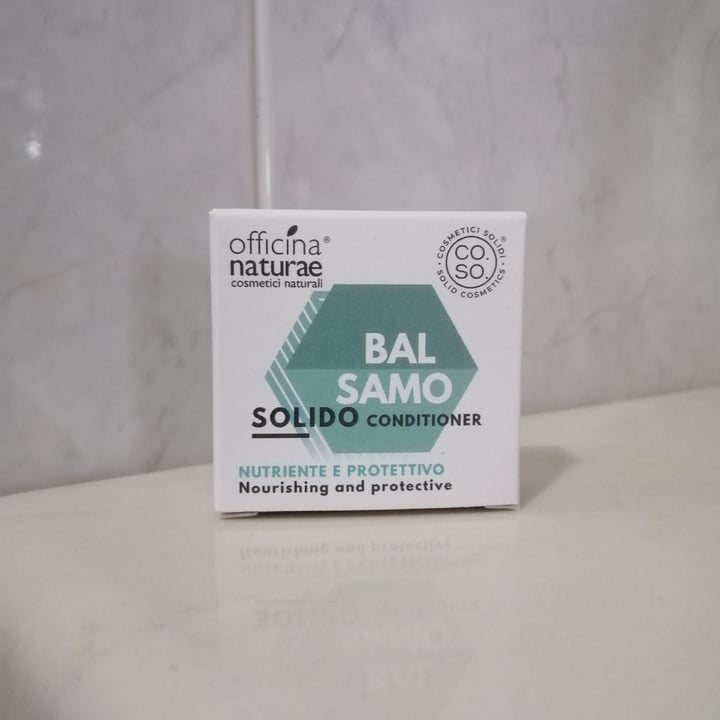 officina®
naturae
cosmetici naturali
COSMETICI SOLIDI®
CO.
SO.
SOLID COSMETICS
BAL
SAMO
SOLIDO CONDITIONER
NUTRIENTE E PROTETTIVO
Nourishing and protective